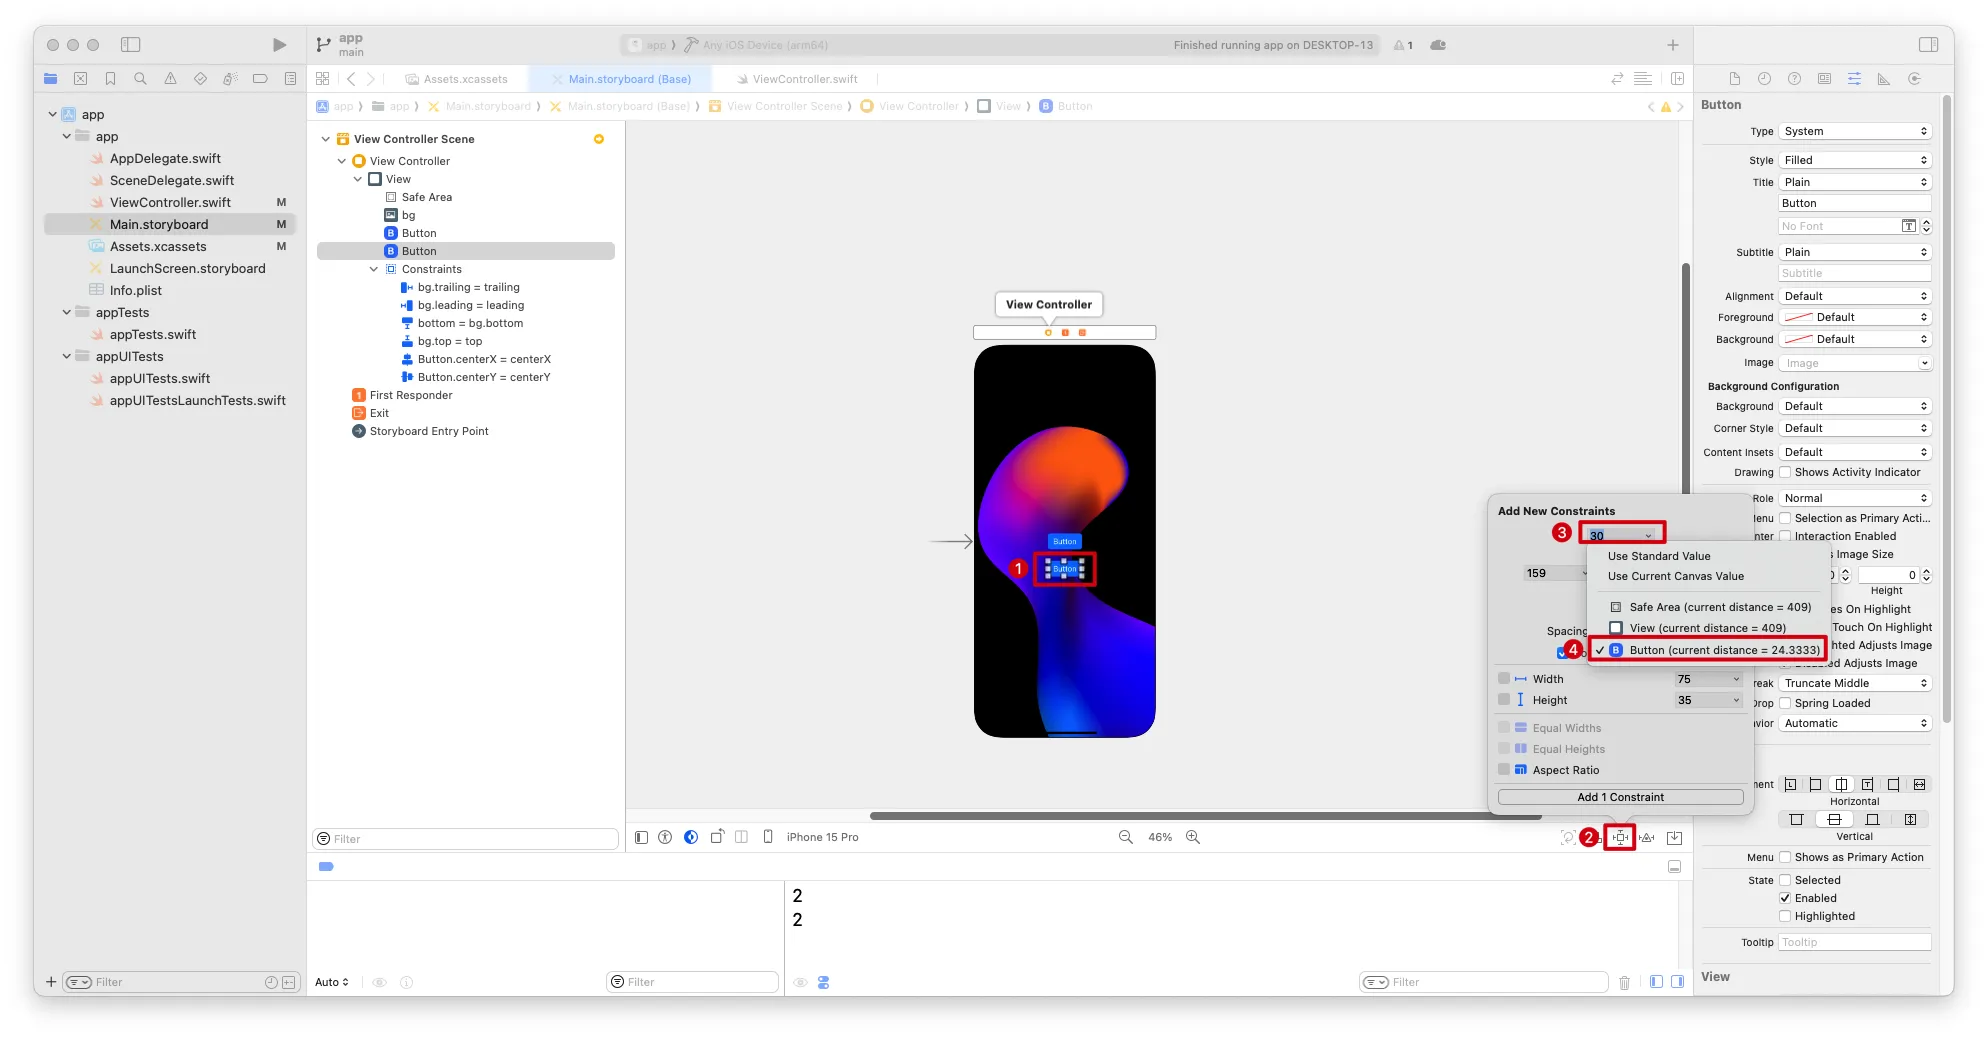 app
main
app
Any iOS Device (arm64)
Finished running app on DESKTOP-13
1
Assets.xcassets
Main.storyboard (Base)
ViewController.swift
app
app
Main.storyboard
Main.storyboard (Base)
View Controller Scene
View Controller
View
B Button
app
app
AppDelegate.swift
SceneDelegate.swift
ViewController.swift M
Main.storyboard M
Assets.xcassets M
LaunchScreen.storyboard
Info.plist
appTests
appTests.swift
appUITests
appUITests.swift
appUITestsLaunchTests.swift
Filter
View Controller Scene
View Controller
View
Safe Area
bg
B Button
B Button
Constraints
bg.trailing = trailing
bg.leading = leading
bottom = bg.bottom
bg.top = top
Button.centerX = centerX
Button.centerY = centerY
1 First Responder
Exit
Storyboard Entry Point
Filter
View Controller
Button
1
Button
iPhone 15 Pro
46%
2
Add New Constraints
3
30
159
Use Standard Value
Use Current Canvas Value
Safe Area (current distance = 409)
View (current distance = 409)
4
B Button (current distance = 24.3333)
Spacing
Width 75
Height 35
Equal Widths
Equal Heights
Aspect Ratio
Add 1 Constraint
Button
Type System
Style Filled
Title Plain
Button
No Font
T
Subtitle Plain
Subtitle
Alignment Default
Foreground Default
Background Default
Image Image
Background Configuration
Background Default
Corner Style Default
Content Insets Default
Drawing Shows Activity Indicator
Role Normal
enu Selection as Primary Acti...
nter Interaction Enabled
s Image Size
0 0
Height
es On Highlight
Touch On Highlight
hted Adjusts Image
Disabled Adjusts Image
eak Truncate Middle
Drop Spring Loaded
vior Automatic
ment
Horizontal
Vertical
Menu Shows as Primary Action
State Selected
Enabled
Highlighted
Tooltip Tooltip
View
2
2
Auto
Filter
Filter